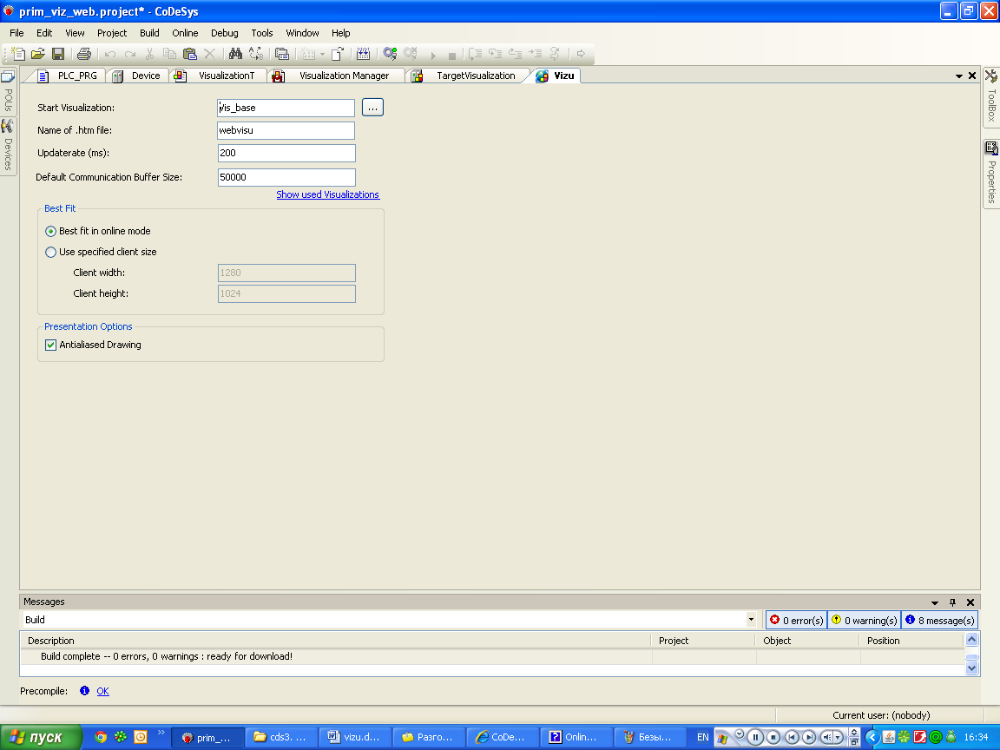 prim_viz_web.project* - CoDeSys
File Edit View Project Build Online Debug Tools Window Help
PLC_PRG Device VisualizationT Visualization Manager TargetVisualization Vizu
POUs
Devices
ToolBox
Properties
Start Visualization: Vis_base ...
Name of .htm file: webvisu
Updaterate (ms): 200
Default Communication Buffer Size: 50000
Show used Visualizations
Best Fit
Best fit in online mode
Use specified client size
Client width: 1280
Client height: 1024
Presentation Options
Antialiased Drawing
Messages
Build 0 error(s) 0 warning(s) 8 message(s)
Description Project Object Position
Build complete -- 0 errors, 0 warnings : ready for download!
Precompile: OK
Current user: (nobody)
пуск prim_... cds3. ... vizu.d... Разго... CoDe... Onlin... Безы... EN 16:34